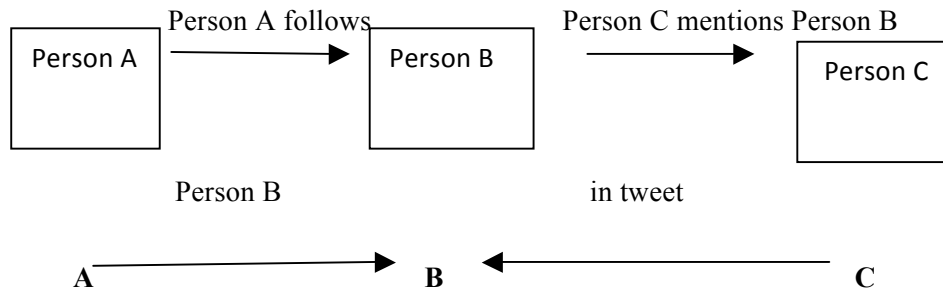 Person A follows
Person C mentions Person B
Person A
Person B
Person C
Person B
in tweet
A
B
C